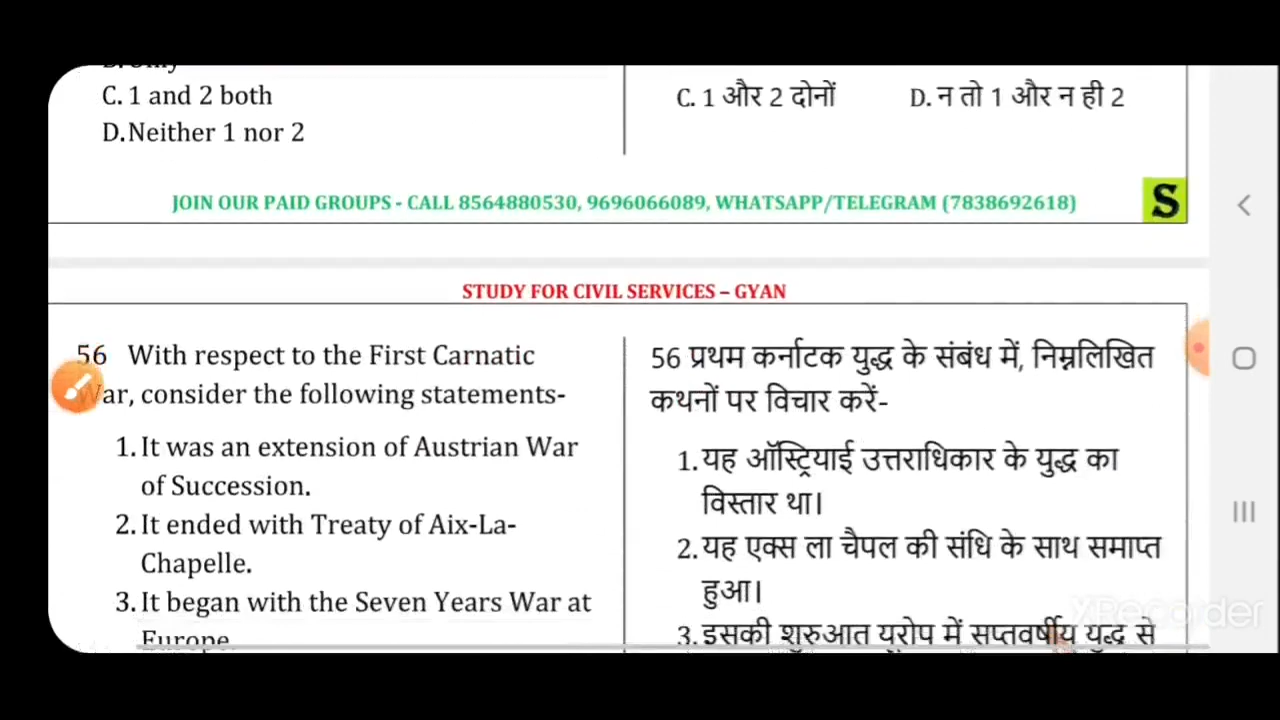 C. 1 and 2 both
D. Neither 1 nor 2
C. 1 और 2 दोनों D. न तो 1 और न ही 2
JOIN OUR PAID GROUPS - CALL 8564880530, 9696066089, WHATSAPP/TELEGRAM (7838692618)
S
STUDY FOR CIVIL SERVICES – GYAN
56 With respect to the First Carnatic
War, consider the following statements-
1. It was an extension of Austrian War
of Succession.
2. It ended with Treaty of Aix-La-
Chapelle.
3. It began with the Seven Years War at
Europe.
56 प्रथम कर्नाटक युद्ध के संबंध में, निम्नलिखित
कथनों पर विचार करें-
1. यह ऑस्ट्रियाई उत्तराधिकार के युद्ध का
विस्तार था।
2. यह एक्स ला चैपल की संधि के साथ समाप्त
हुआ।
3. इसकी शुरुआत यूरोप में सप्तवर्षीय युद्ध से
XRecorder